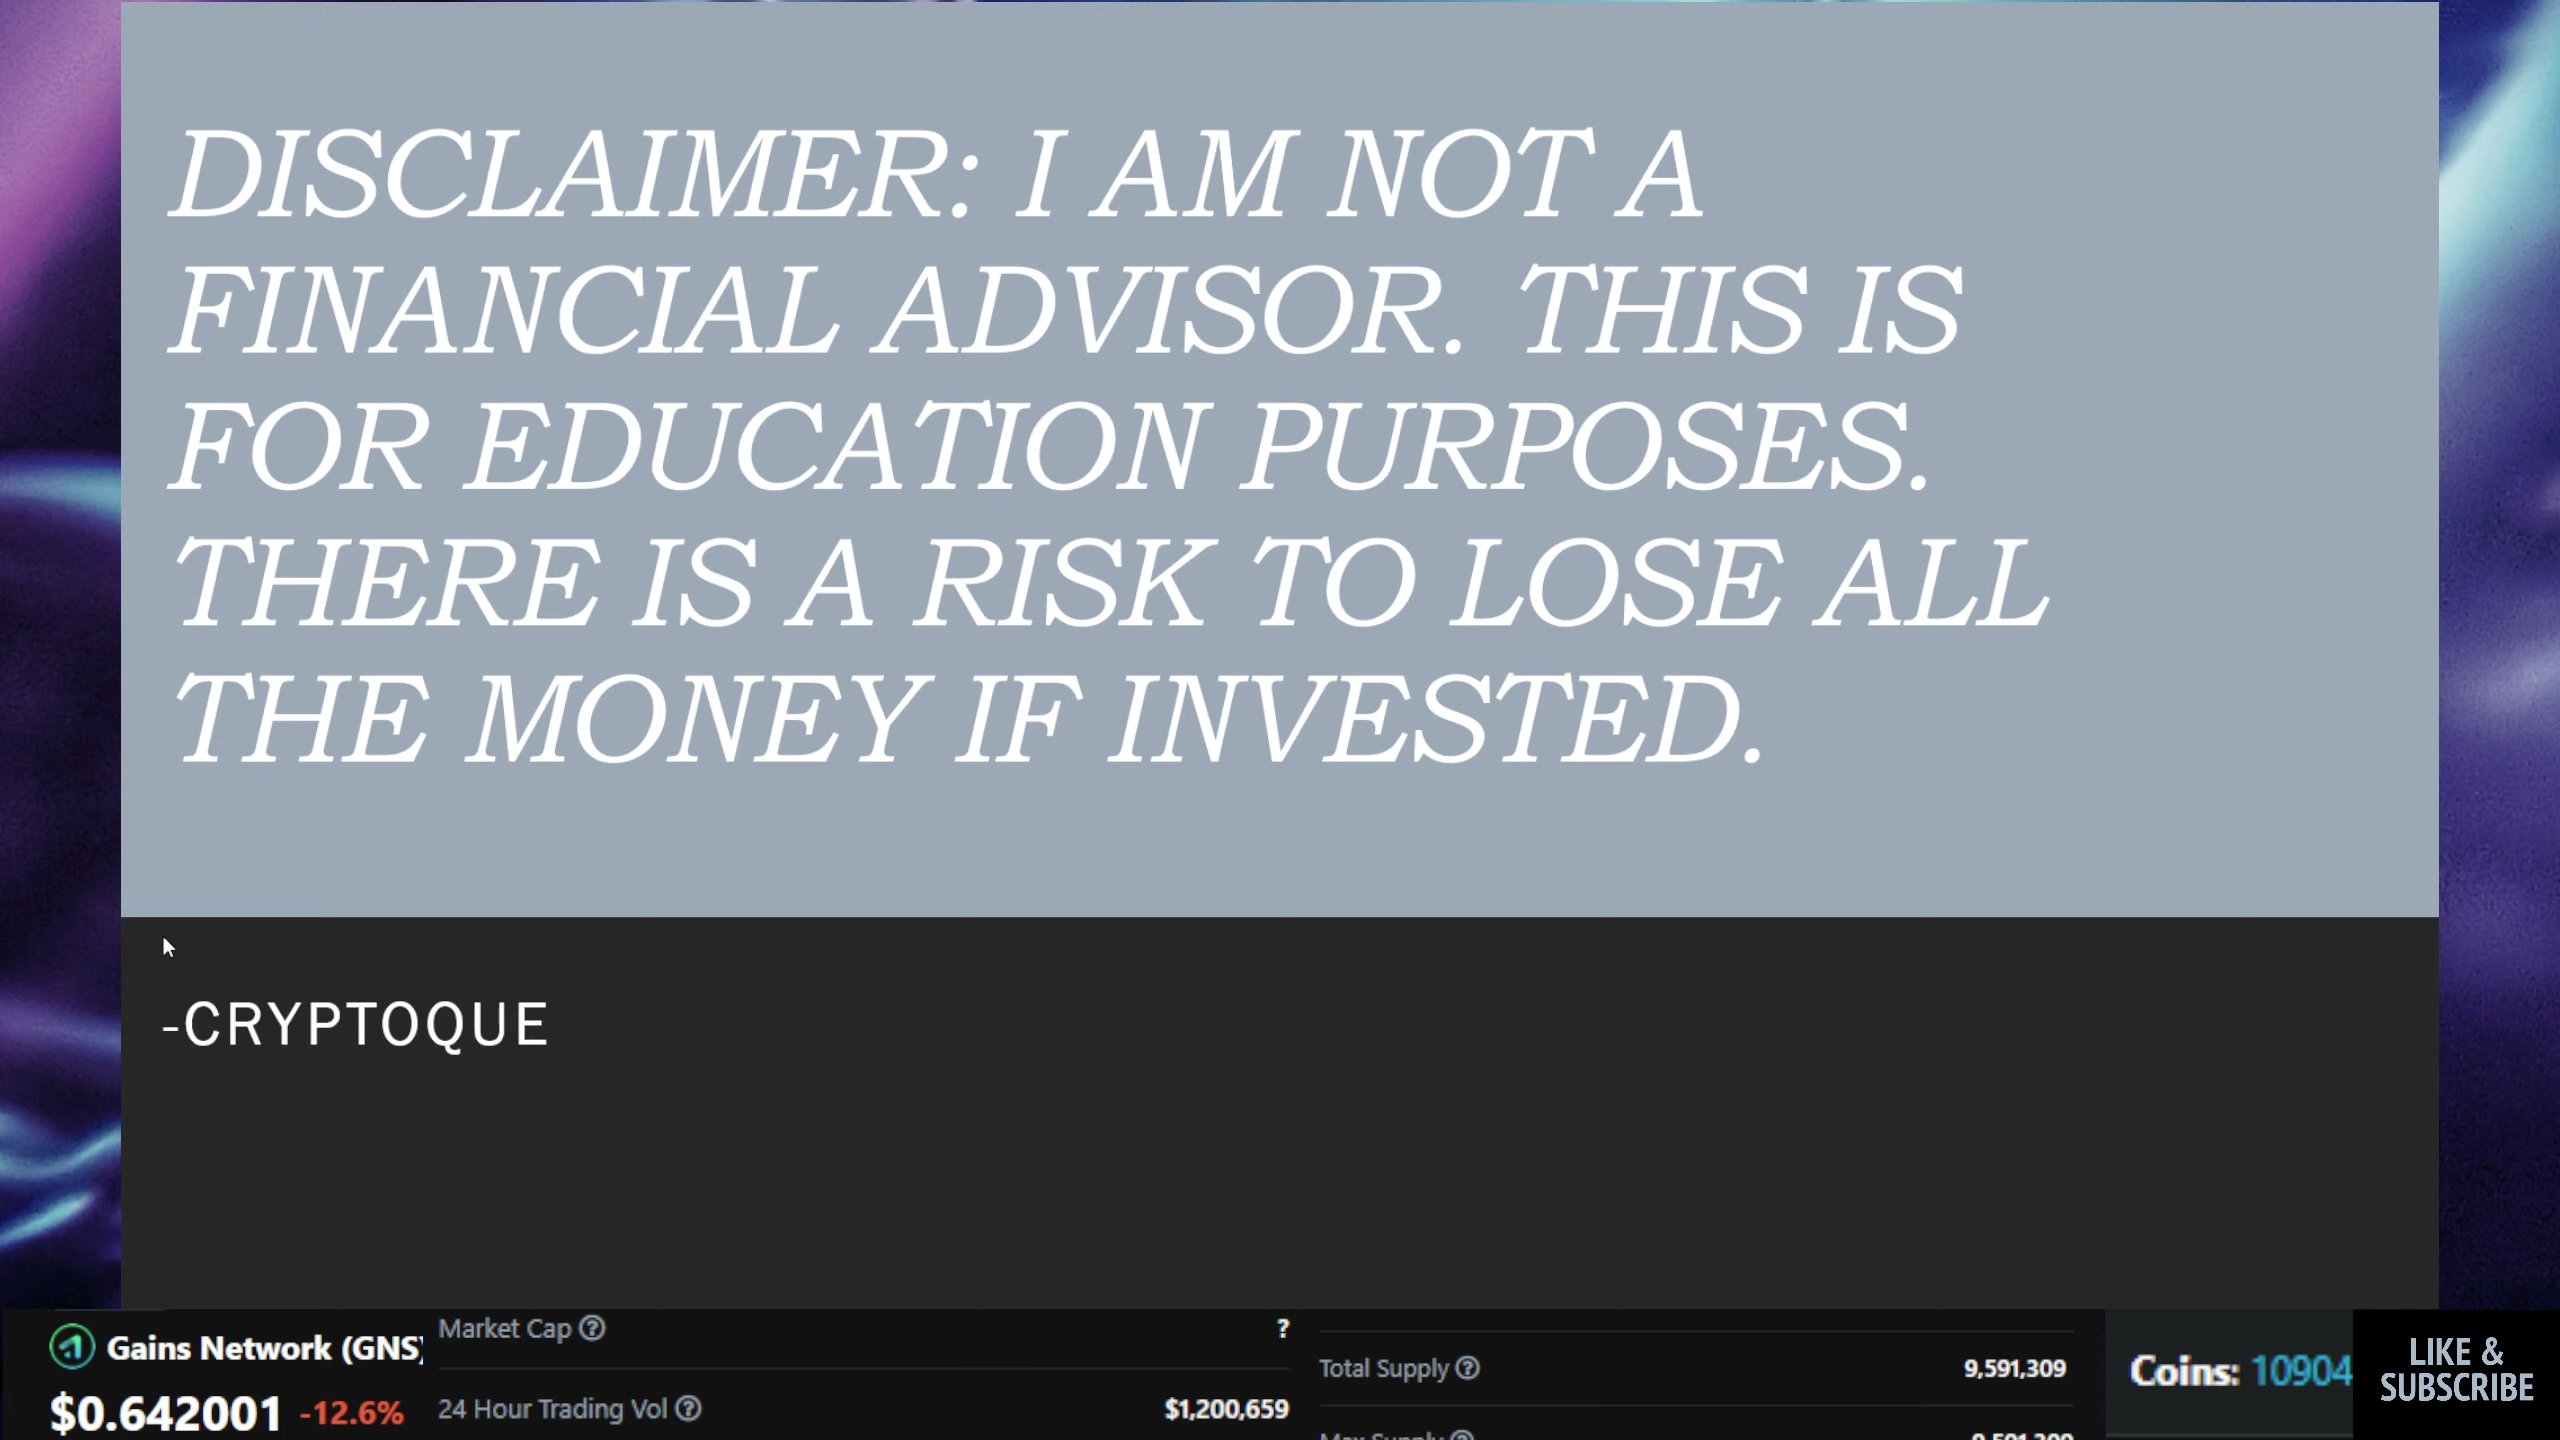 DISCLAIMER: I AM NOT A
FINANCIAL ADVISOR. THIS IS
FOR EDUCATION PURPOSES.
THERE IS A RISK TO LOSE ALL
THE MONEY IF INVESTED.
-CRYPTOQUE
Gains Network (GNS)
$0.642001 -12.6%
Market Cap ?
24 Hour Trading Vol $1,200,659
Total Supply 9,591,309
Coins: 10904
LIKE &
SUBSCRIBE